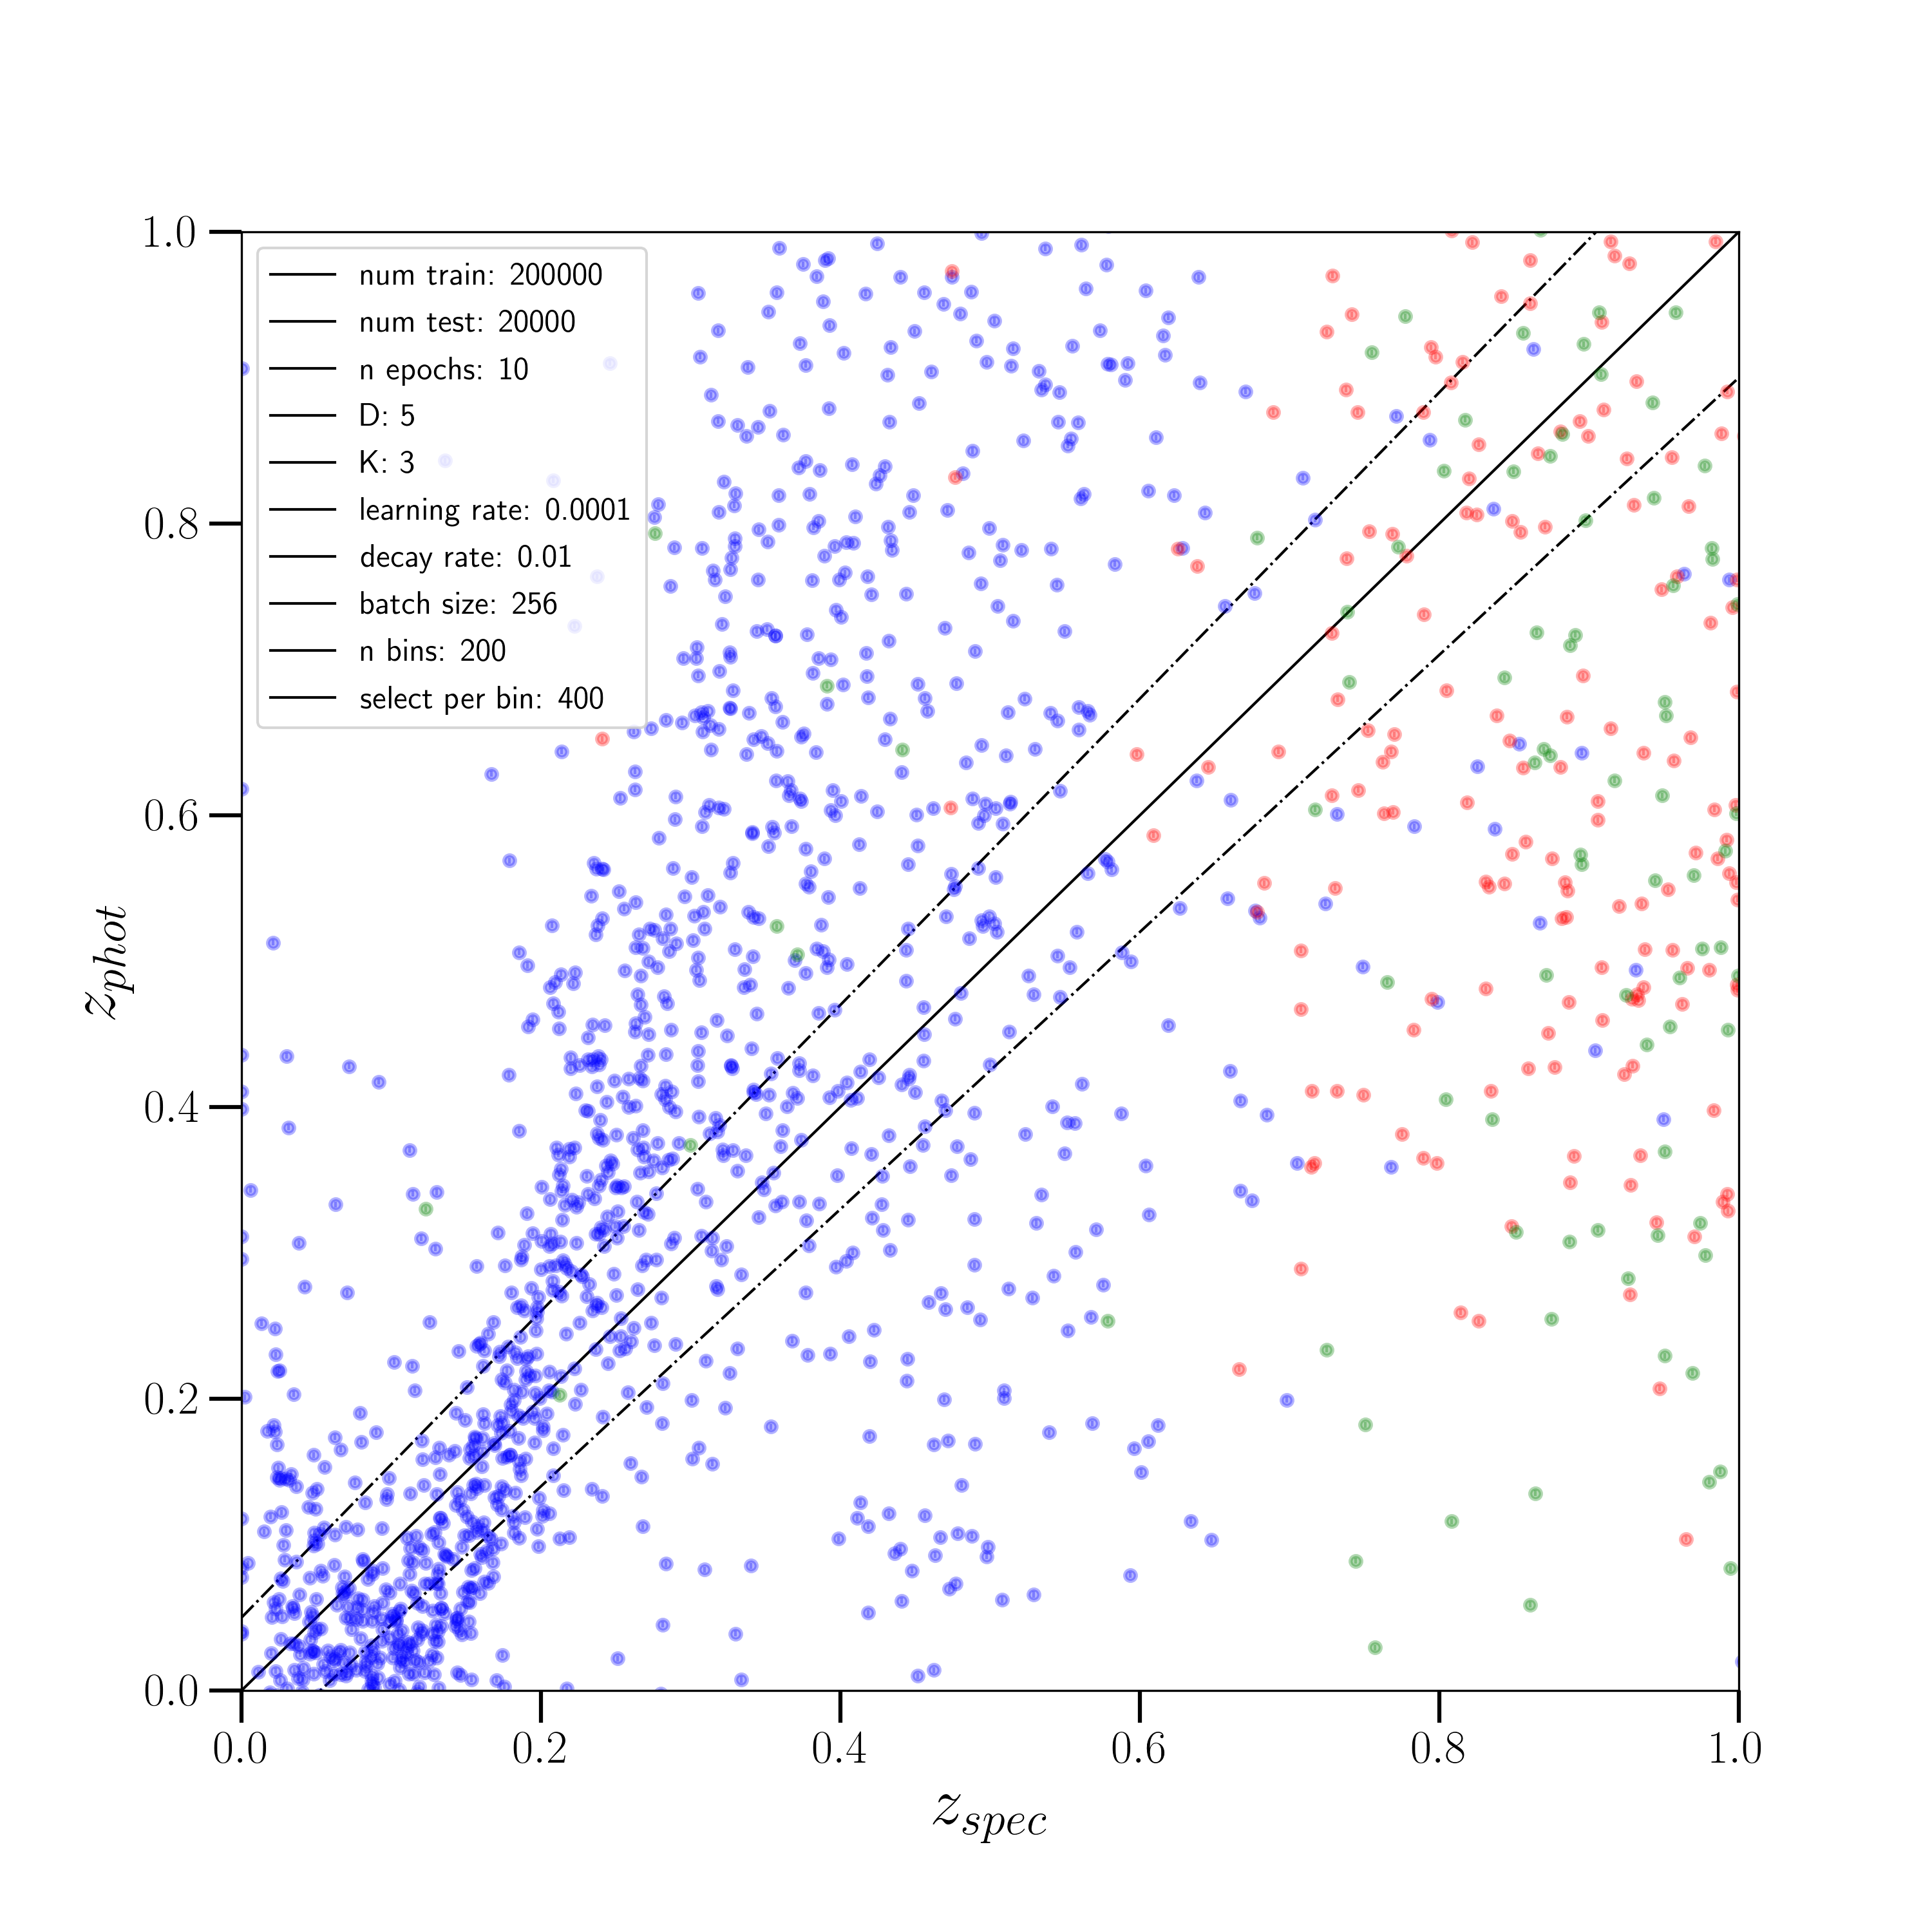 1.0
0.8
0.6
0.4
0.2
0.0
z_phot
num train: 200000
num test: 20000
n epochs: 10
D: 5
K: 3
learning rate: 0.0001
decay rate: 0.01
batch size: 256
n bins: 200
select per bin: 400
0.0 0.2 0.4 0.6 0.8 1.0
z_spec